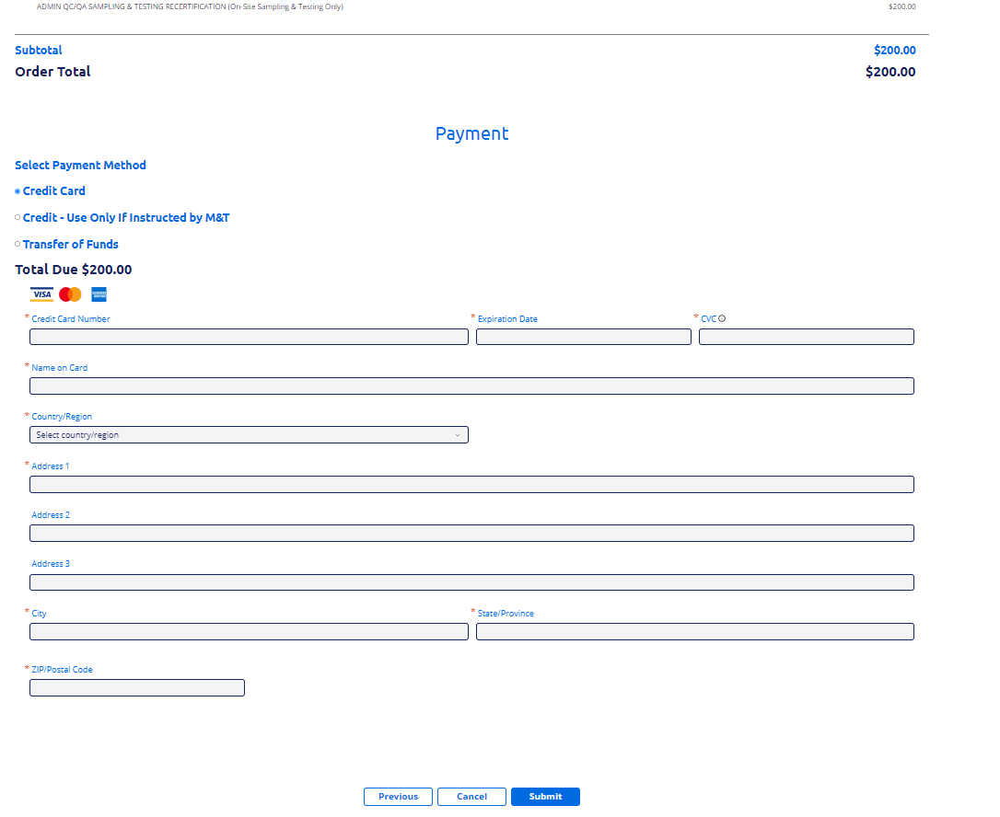 ADMIN QC/QA SAMPLING & TESTING RECERTIFICATION (On-Site Sampling & Testing Only) $200.00
Subtotal $200.00
Order Total $200.00
Payment
Select Payment Method
Credit Card
Credit - Use Only If Instructed by M&T
Transfer of Funds
Total Due $200.00
VISA
* Credit Card Number * Expiration Date * CVC
* Name on Card
* Country/Region
Select country/region
* Address 1
Address 2
Address 3
* City * State/Province
* ZIP/Postal Code
Previous Cancel Submit